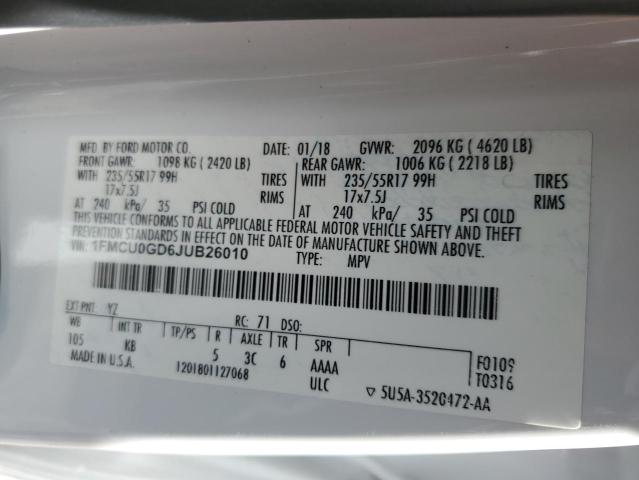 MFD. BY FORD MOTOR CO. DATE: 01/18 GVWR: 2096 KG ( 4620 LB)
FRONT GAWR: 1098 KG ( 2420 LB) REAR GAWR: 1006 KG ( 2218 LB)
WITH 235/55R17 99H TIRES WITH 235/55R17 99H TIRES
17x7.5J RIMS 17x7.5J RIMS
AT 240 kPa/ 35 PSI COLD AT 240 kPa/ 35 PSI COLD
THIS VEHICLE CONFORMS TO ALL APPLICABLE FEDERAL MOTOR VEHICLE SAFETY AND THEFT
PREVENTION STANDARDS IN EFFECT ON THE DATE OF MANUFACTURE SHOWN ABOVE.
VIN: 1FMCU0GD6JUB26010
TYPE: MPV
EXT PNT: YZ RC: 71 DSO:
WB INT TR TP/PS R AXLE TR SPR
105 KB 5 3C 6 AAAA
F0109
T0316
MADE IN U.S.A. 1201801127068 ULC ▽ 5U5A-3520472-AA